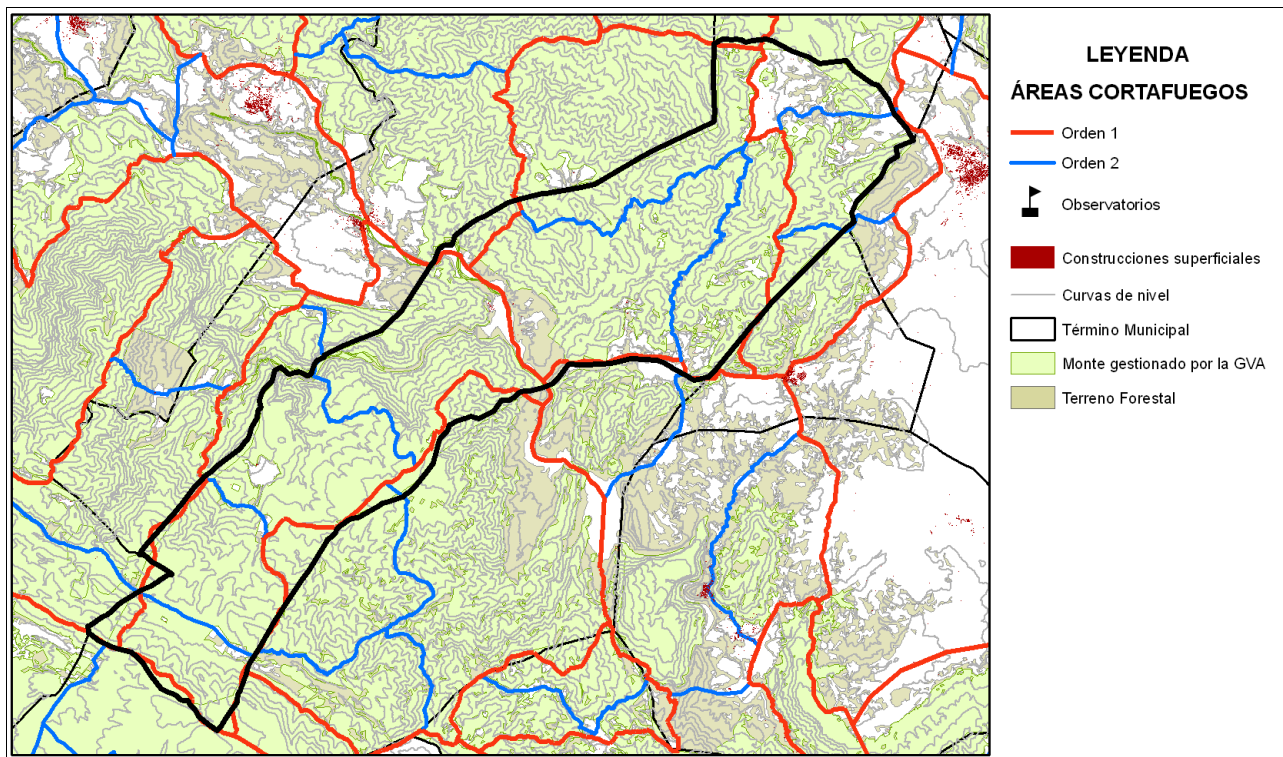 LEYENDA
ÁREAS CORTAFUEGOS
Orden 1
Orden 2
Observatorios
Construcciones superficiales
Curvas de nivel
Término Municipal
Monte gestionado por la GVA
Terreno Forestal